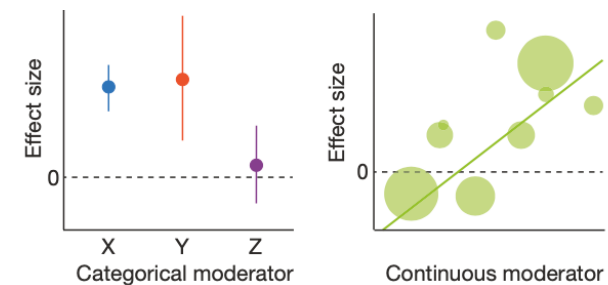 Effect size
0
X Y Z
Categorical moderator
Effect size
0
Continuous moderator